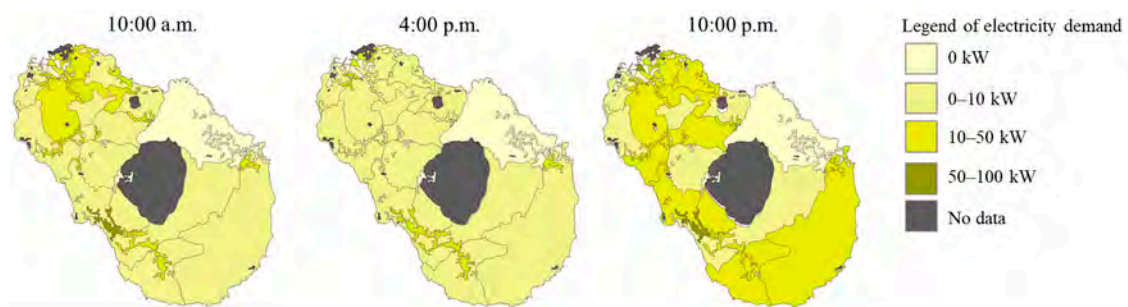 10:00 a.m.
4:00 p.m.
10:00 p.m.
Legend of electricity demand
0 kW
0–10 kW
10–50 kW
50–100 kW
No data